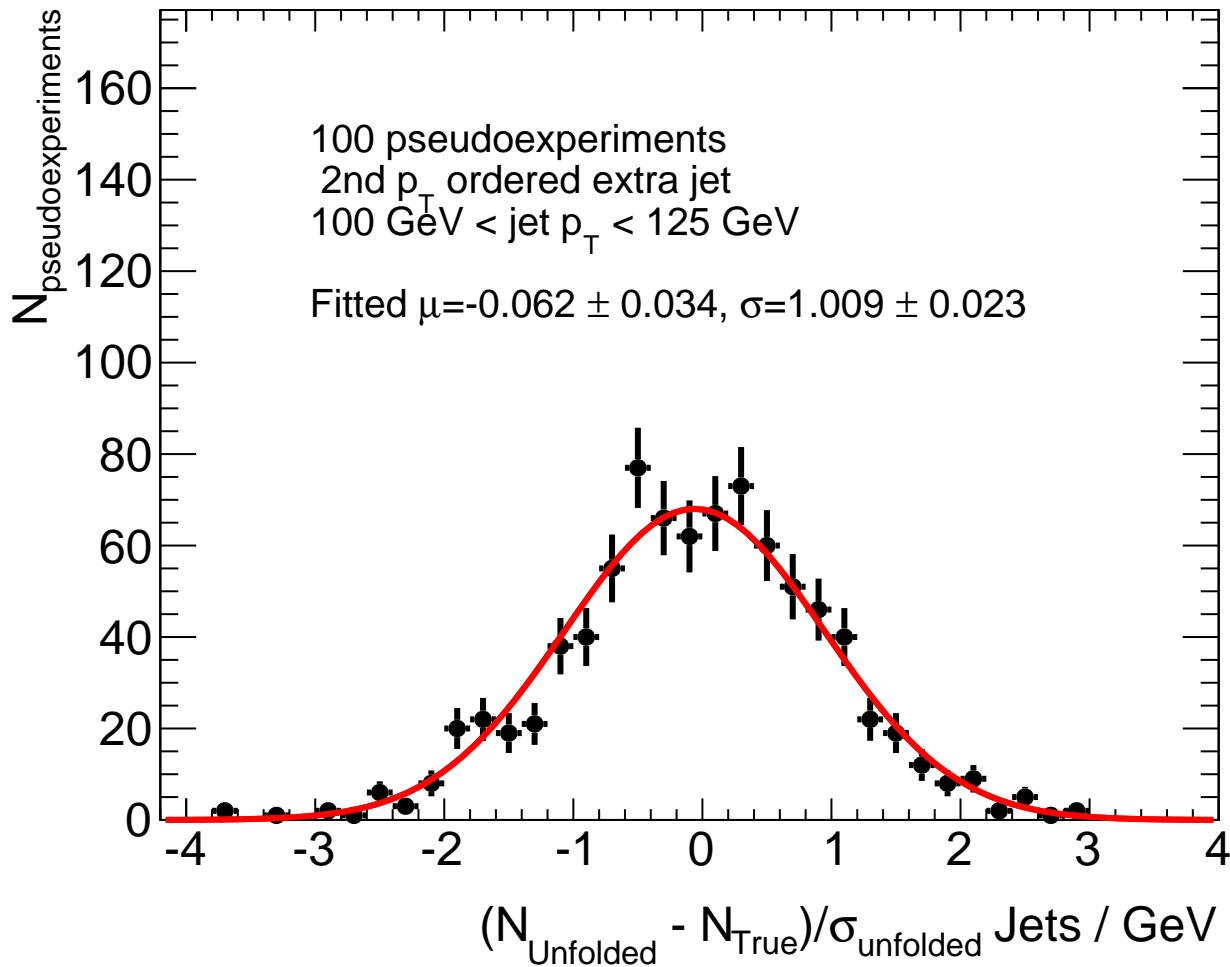 N_pseudoexperiments
160
140
120
100
80
60
40
20
0
100 pseudoexperiments
2nd p_T ordered extra jet
100 GeV < jet p_T < 125 GeV
Fitted μ=-0.062 ± 0.034, σ=1.009 ± 0.023
-4 -3 -2 -1 0 1 2 3 4
(N_Unfolded - N_True)/σ_unfolded Jets / GeV